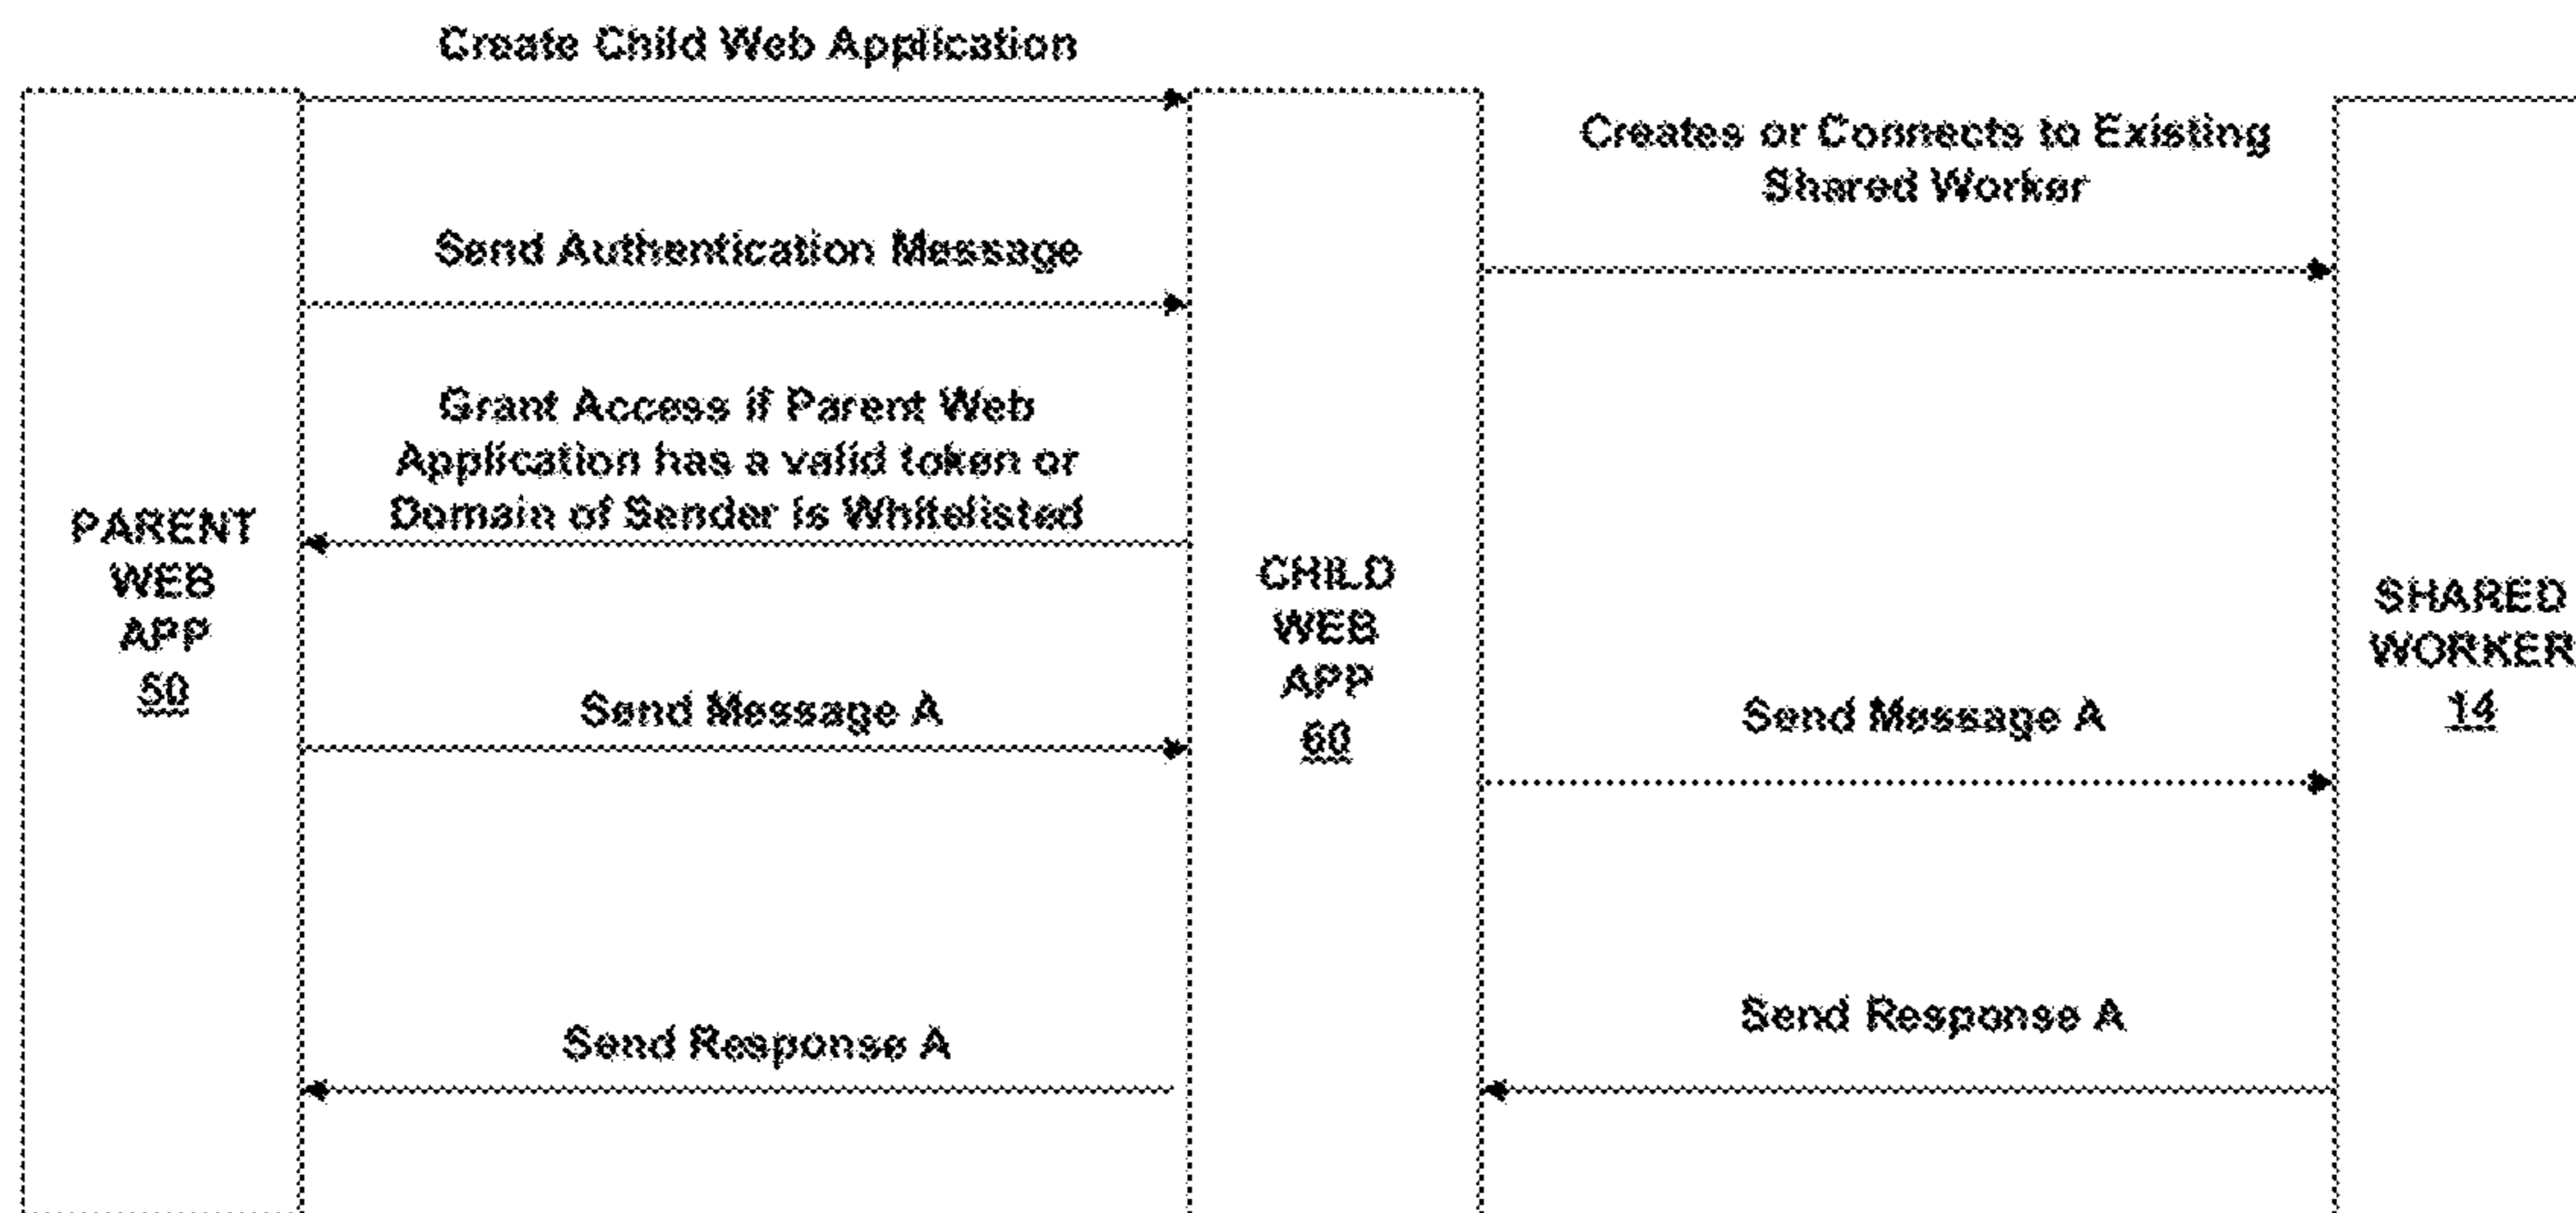 Create Child Web Application
Creates or Connects to Existing
Shared Worker
Send Authentication Message
Grant Access if Parent Web
Application has a valid token or
Domain of Sender is Whitelisted
PARENT
WEB
APP
50
CHILD
WEB
APP
60
SHARED
WORKER
14
Send Message A
Send Message A
Send Response A
Send Response A